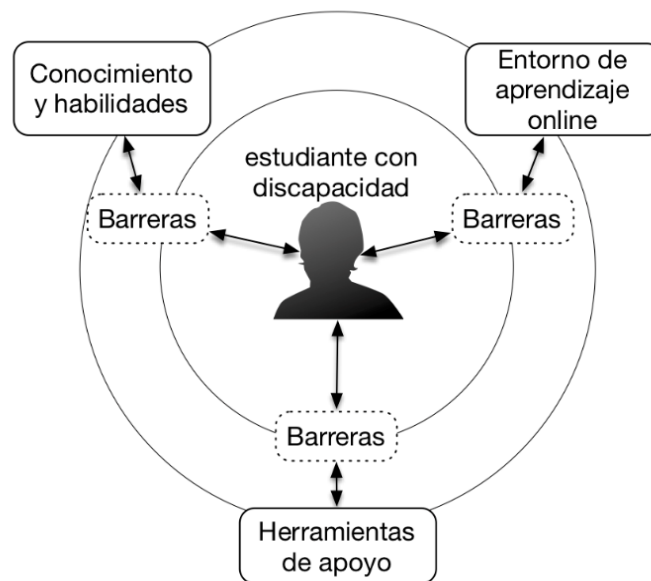 Conocimiento
y habilidades
Entorno de
aprendizaje
online
estudiante con
discapacidad
Barreras
Barreras
Barreras
Herramientas
de apoyo